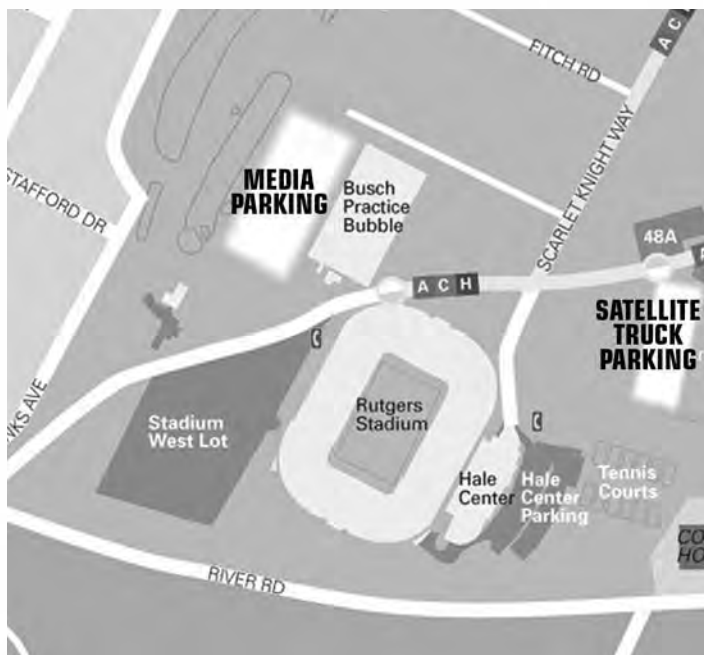 FITCH RD
SCARLET KNIGHT WAY
STAFFORD DR
MEDIA
PARKING
Busch
Practice
Bubble
48A
A C H
SATELLITE
TRUCK
PARKING
C
Stadium
West Lot
Rutgers
Stadium
C
Hale
Center
Hale
Center
Parking
Tennis
Courts
RIVER RD